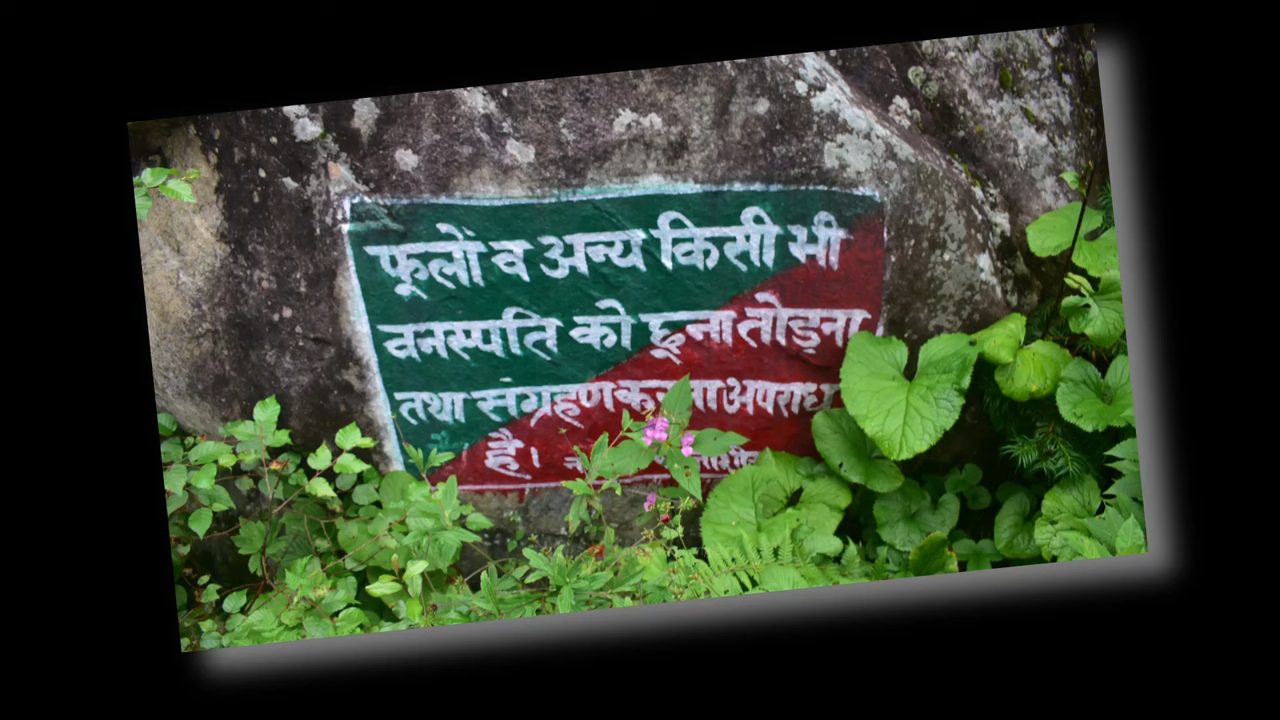 फूलों व अन्य किसी भी
वनस्पति को छूना तोड़ना
तथा संग्रहण करना अपराध
है।